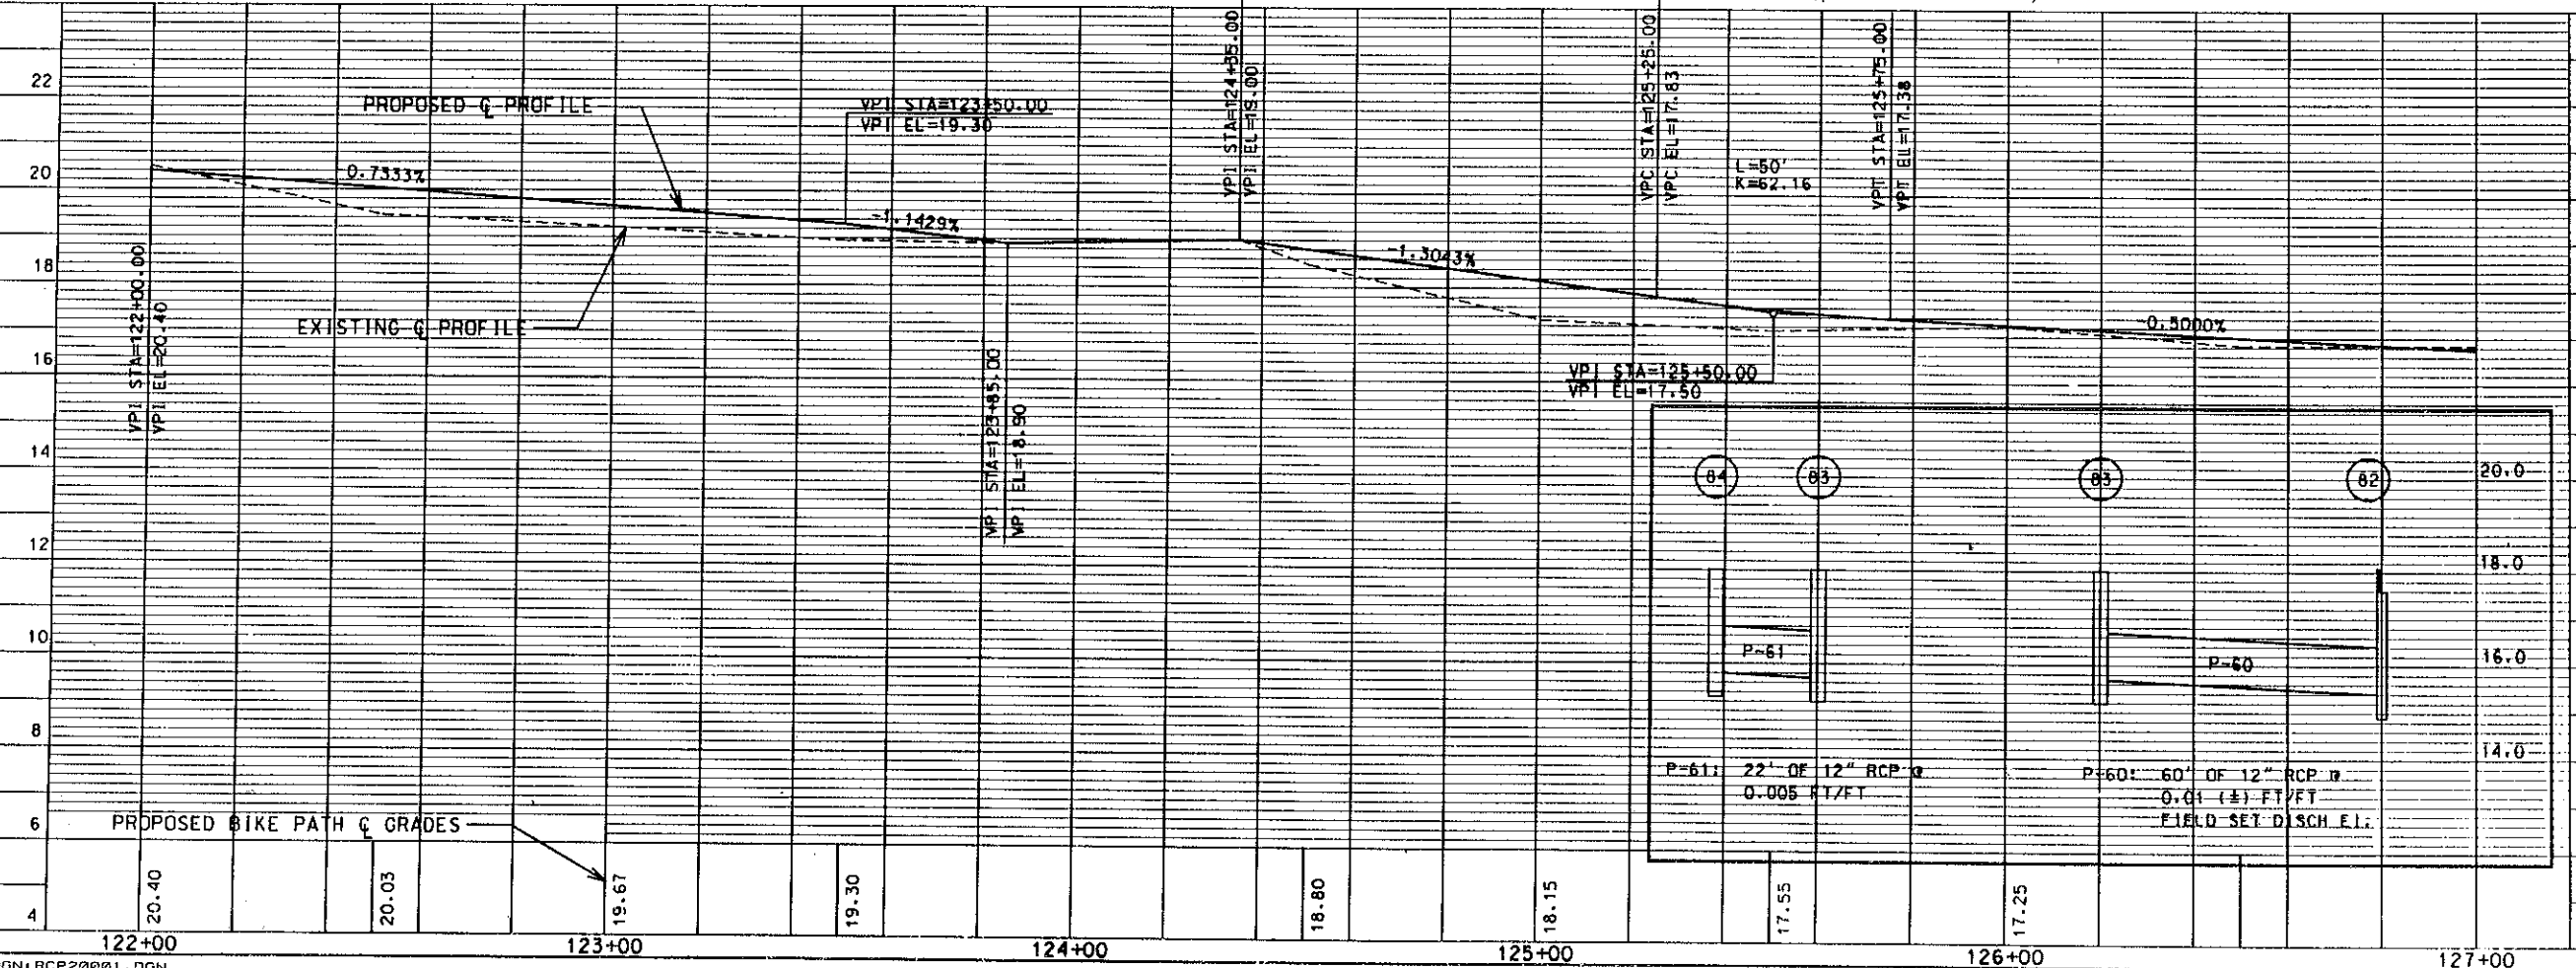 22
20
18
16
14
12
10
8
6
4
PROPOSED ℄ PROFILE
EXISTING ℄ PROFILE
VPI STA=122+00.00
VPI EL=20.40
0.7333%
VPI STA=123+50.00
VPI EL=19.30
-1.1429%
VPI STA=123+85.00
VPI EL=18.90
VPI STA=124+35.00
VPI EL=19.00
-1.3043%
VPC STA=125+25.00
VPC EL=17.83
L=50'
K=62.16
VPT STA=125+75.00
VPT EL=17.38
VPI STA=125+50.00
VPI EL=17.50
-0.5000%
84
83
83
82
20.0
18.0
16.0
14.0
P-61
P-60
P-61: 22' OF 12" RCP @
0.005 FT/FT
P-60: 60' OF 12" RCP @
0.01 (±) FT/FT
FIELD SET DISCH EL.
PROPOSED BIKE PATH ℄ GRADES
20.40
20.03
19.67
19.30
18.80
18.15
17.55
17.25
122+00
123+00
124+00
125+00
126+00
127+00